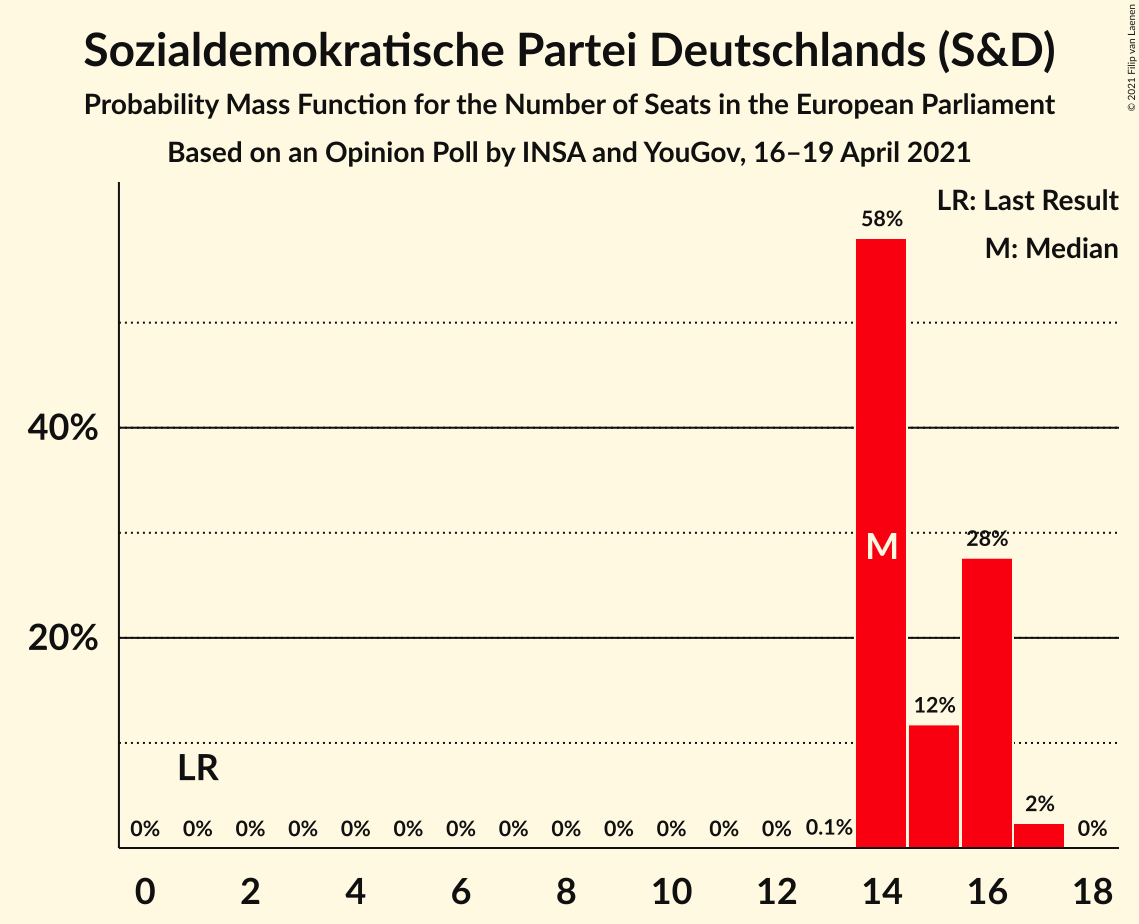 Sozialdemokratische Partei Deutschlands (S&D)
Probability Mass Function for the Number of Seats in the European Parliament
Based on an Opinion Poll by INSA and YouGov, 16–19 April 2021
© 2021 Filip van Laenen
LR: Last Result
M: Median
58%
40%
M
28%
20%
12%
LR
2%
0% 0% 0% 0% 0% 0% 0% 0% 0% 0% 0% 0% 0% 0.1% 0%
0 2 4 6 8 10 12 14 16 18